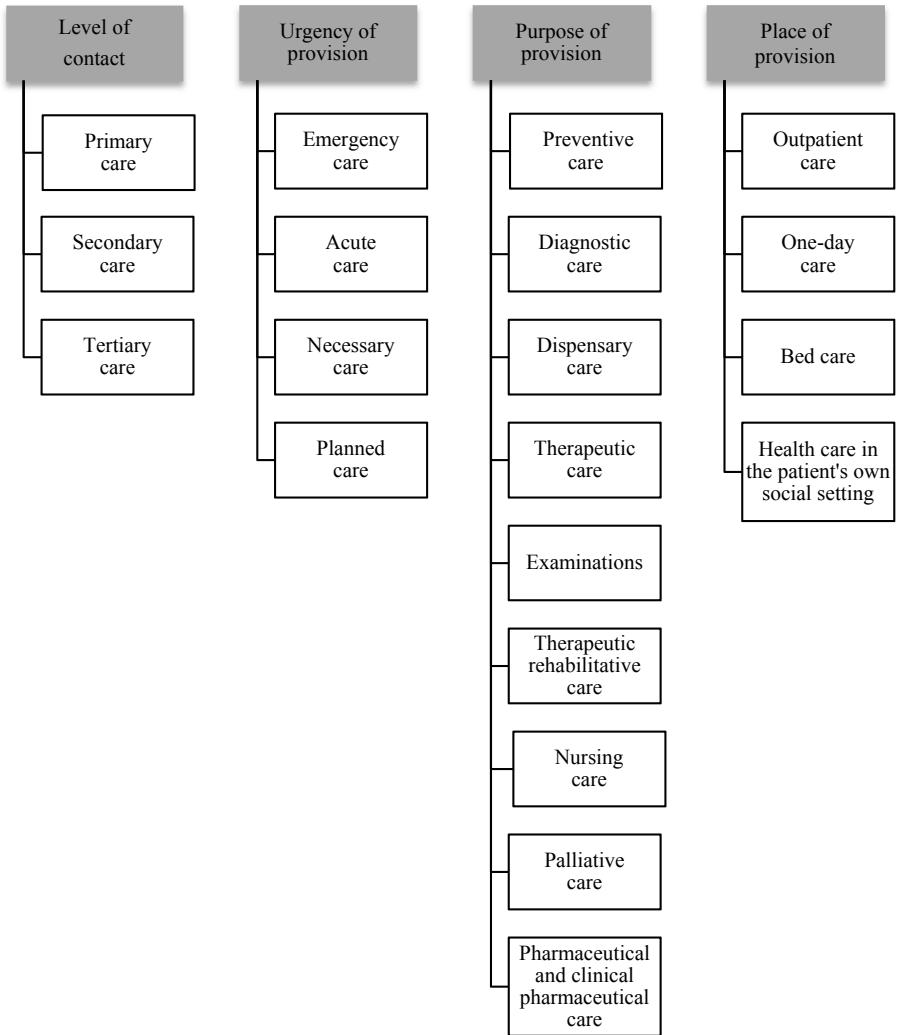 Level of
contact
Primary
care
Secondary
care
Tertiary
care
Urgency of
provision
Emergency
care
Acute
care
Necessary
care
Planned
care
Purpose of
provision
Preventive
care
Diagnostic
care
Dispensary
care
Therapeutic
care
Examinations
Therapeutic
rehabilitative
care
Nursing
care
Palliative
care
Pharmaceutical
and clinical
pharmaceutical
care
Place of
provision
Outpatient
care
One-day
care
Bed care
Health care in
the patient's own
social setting